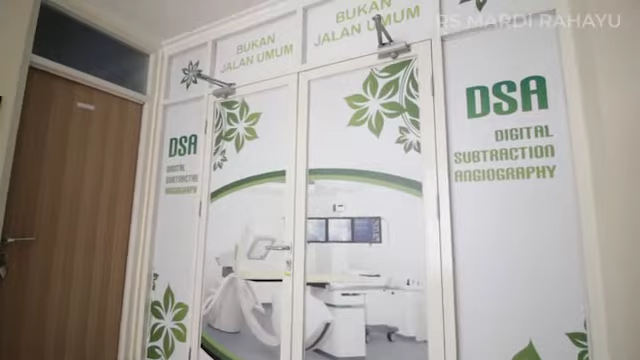 RS MARDI RAHAYU
BUKAN
JALAN UMUM
BUKAN
JALAN UMUM
DSA
DIGITAL
SUBTRACTION
ANGIOGRAPHY
DSA
DIGITAL
SUBTRACTION
ANGIOGRAPHY